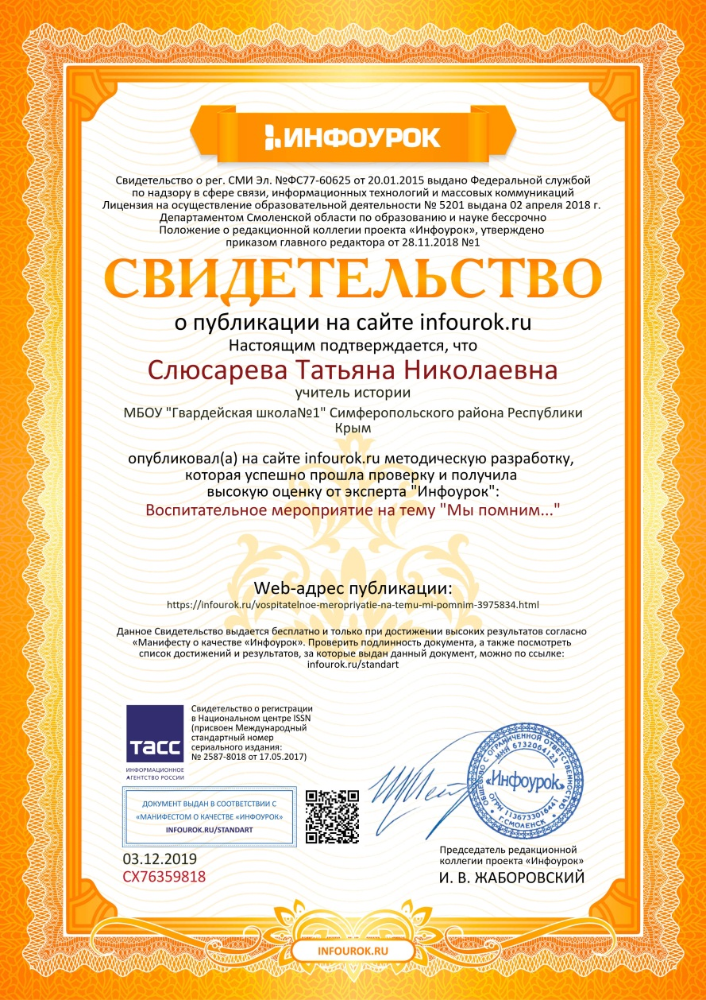 ИНФОУРОК
Свидетельство о рег. СМИ Эл. №ФС77-60625 от 20.01.2015 выдано Федеральной службой
по надзору в сфере связи, информационных технологий и массовых коммуникаций
Лицензия на осуществление образовательной деятельности № 5201 выдана 02 апреля 2018 г.
Департаментом Смоленской области по образованию и науке бессрочно
Положение о редакционной коллегии проекта «Инфоурок», утверждено
приказом главного редактора от 28.11.2018 №1
СВИДЕТЕЛЬСТВО
о публикации на сайте infourok.ru
Настоящим подтверждается, что
Слюсарева Татьяна Николаевна
учитель истории
МБОУ "Гвардейская школа№1" Симферопольского района Республики
Крым
опубликовал(а) на сайте infourok.ru методическую разработку,
которая успешно прошла проверку и получила
высокую оценку от эксперта "Инфоурок":
Воспитательное мероприятие на тему "Мы помним..."
Web-адрес публикации:
https://infourok.ru/vospitatelnoe-meropriyatie-na-temu-mi-pomnim-3975834.html
Данное Свидетельство выдается бесплатно и только при достижении высоких результатов согласно
«Манифесту о качестве «Инфоурок». Проверить подлинность документа, а также посмотреть
список достижений и результатов, за которые выдан данный документ, можно по ссылке:
infourok.ru/standart
Свидетельство о регистрации
в Национальном центре ISSN
(присвоен Международный
стандартный номер
сериального издания:
№ 2587-8018 от 17.05.2017)
ТАСС
ИНФОРМАЦИОННОЕ
АГЕНТСТВО РОССИИ
ДОКУМЕНТ ВЫДАН В СООТВЕТСТВИИ С
«МАНИФЕСТОМ О КАЧЕСТВЕ «ИНФОУРОК»
INFOUROK.RU/STANDART
ОБЩЕСТВО С ОГРАНИЧЕННОЙ ОТВЕТСТВЕННОСТЬЮ
ИНН 6732064123
«Инфоурок»
ОГРН 1136733016441
Г.СМОЛЕНСК
03.12.2019
СХ76359818
Председатель редакционной
коллегии проекта «Инфоурок»
И. В. ЖАБОРОВСКИЙ
INFOUROK.RU